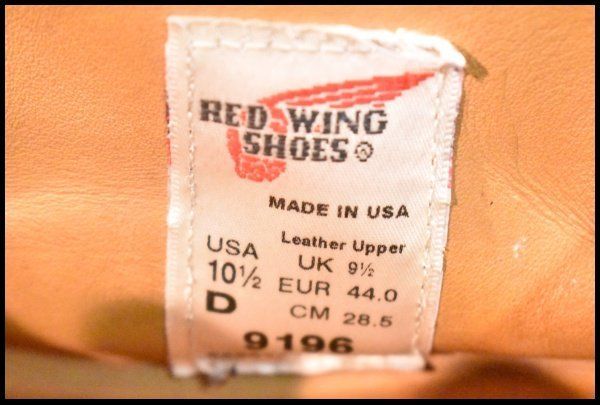 RED WING
SHOES®
MADE IN USA
Leather Upper
USA
10½
D
UK 9½
EUR 44.0
CM 28.5
9196